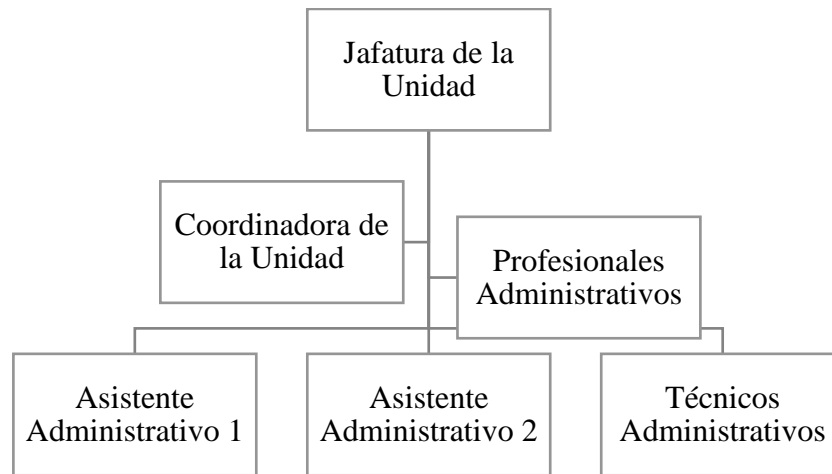 Jafatura de la
Unidad
Coordinadora de
la Unidad
Profesionales
Administrativos
Asistente
Administrativo 1
Asistente
Administrativo 2
Técnicos
Administrativos